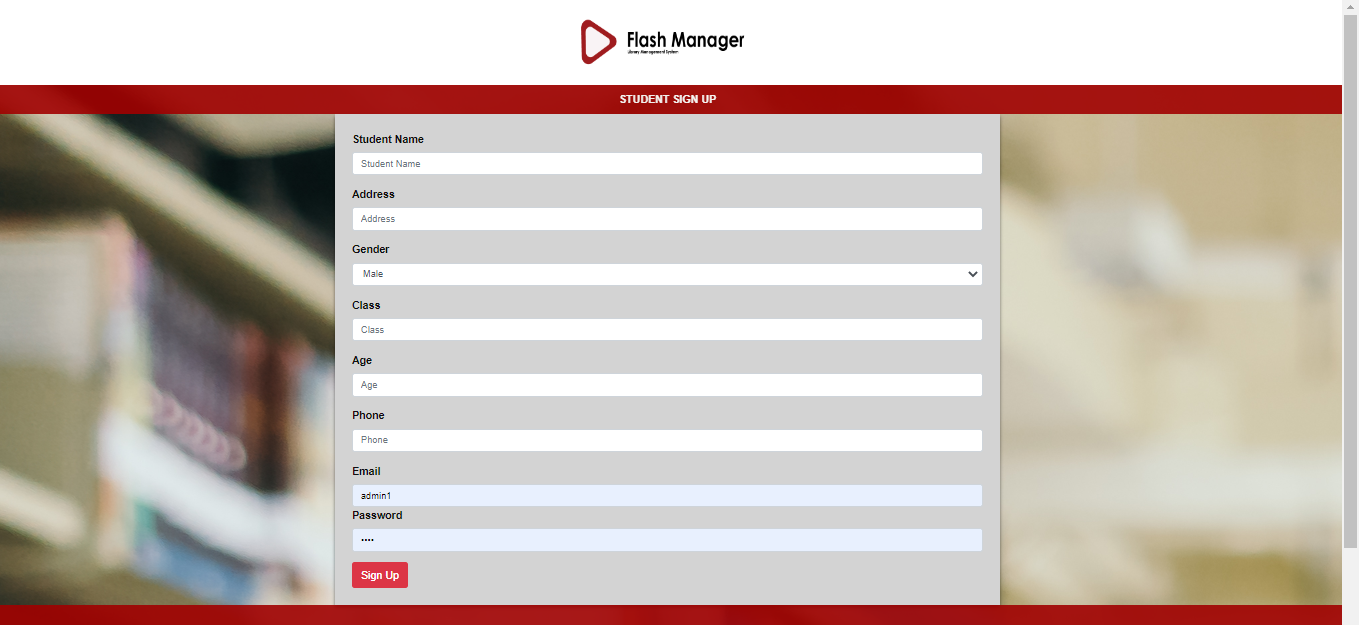 Flash Manager
Library Management System
STUDENT SIGN UP
Student Name
Student Name
Address
Address
Gender
Male
Class
Class
Age
Age
Phone
Phone
Email
admin1
Password
••••
Sign Up